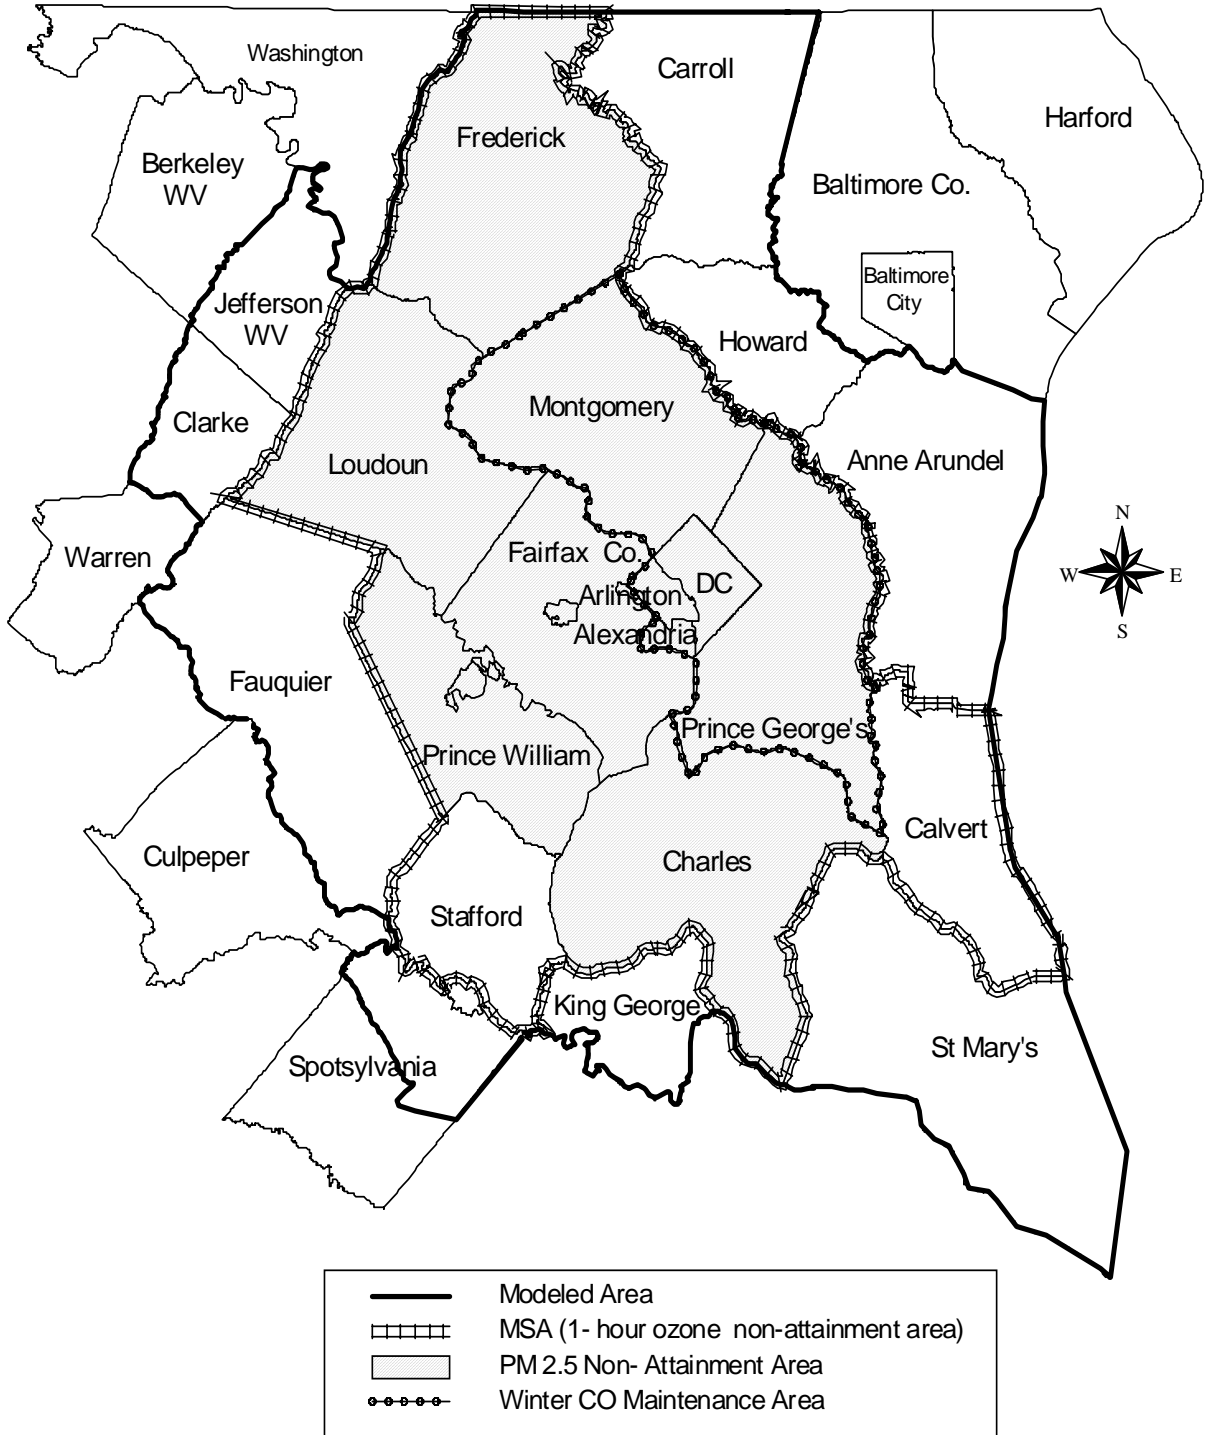 Washington
Carroll
Harford
Frederick
Berkeley
WV
Baltimore Co.
Baltimore
City
Jefferson
WV
Howard
Montgomery
Clarke
Loudoun
Anne Arundel
N
W
E
S
Warren
Fairfax Co.
DC
Arlington
Alexandria
Fauquier
Prince George's
Prince William
Calvert
Culpeper
Charles
Stafford
King George
St Mary's
Spotsylvania
Modeled Area
MSA (1- hour ozone non-attainment area)
PM 2.5 Non- Attainment Area
Winter CO Maintenance Area